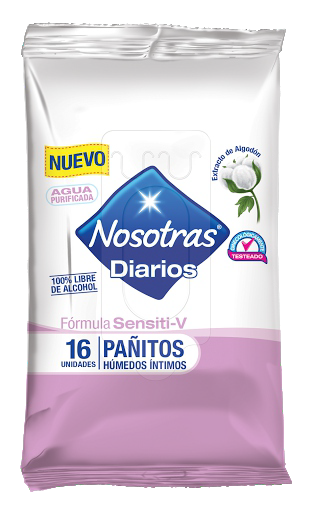 NUEVO
AGUA
PURIFICADA
Extracto de Algodón
Nosotras®
Diarios
GINECOLÓGICAMENTE
TESTEADO
100% LIBRE
DE ALCOHOL
Fórmula Sensiti-V
16
UNIDADES
PAÑITOS
HÚMEDOS ÍNTIMOS